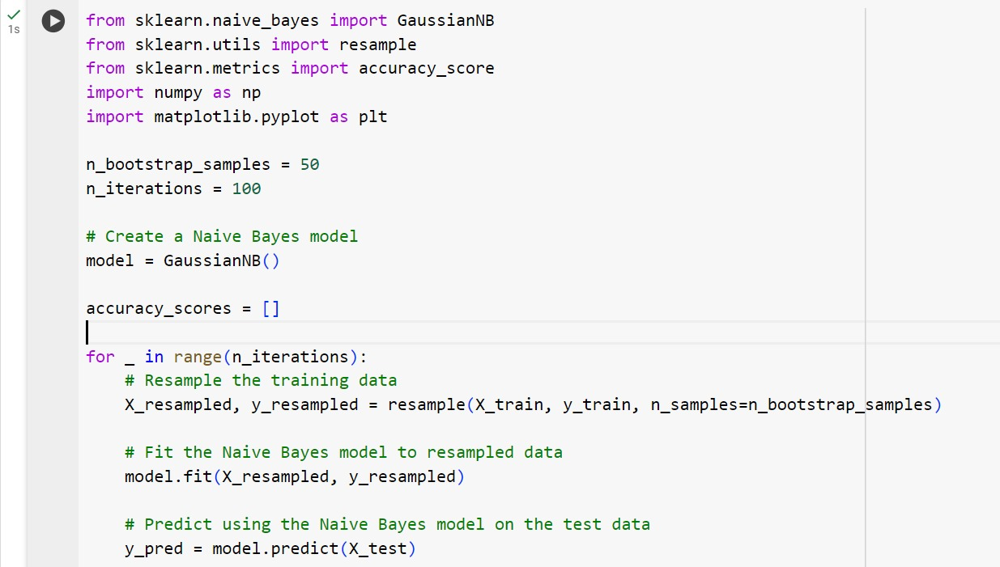 1s
from sklearn.naive_bayes import GaussianNB
from sklearn.utils import resample
from sklearn.metrics import accuracy_score
import numpy as np
import matplotlib.pyplot as plt
n_bootstrap_samples = 50
n_iterations = 100
# Create a Naive Bayes model
model = GaussianNB()
accuracy_scores = []
for _ in range(n_iterations):
    # Resample the training data
    X_resampled, y_resampled = resample(X_train, y_train, n_samples=n_bootstrap_samples)
    # Fit the Naive Bayes model to resampled data
    model.fit(X_resampled, y_resampled)
    # Predict using the Naive Bayes model on the test data
    y_pred = model.predict(X_test)